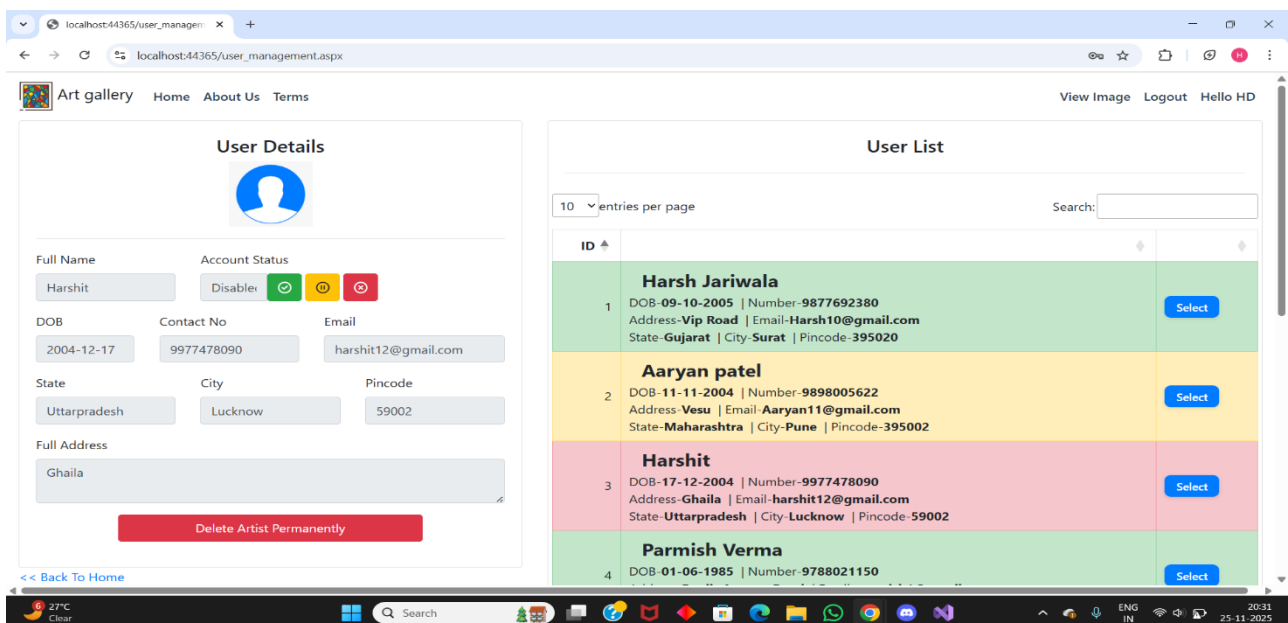 localhost:44365/user_managem
localhost:44365/user_management.aspx
H
Art gallery Home About Us Terms
View Image Logout Hello HD
User Details
Full Name Account Status
Harshit Disabled
DOB Contact No Email
2004-12-17 9977478090 harshit12@gmail.com
State City Pincode
Uttarpradesh Lucknow 59002
Full Address
Ghaila
Delete Artist Permanently
<< Back To Home
User List
10 entries per page Search:
ID
1
Harsh Jariwala
DOB-09-10-2005 | Number-9877692380
Address-Vip Road | Email-Harsh10@gmail.com
State-Gujarat | City-Surat | Pincode-395020
Select
2
Aaryan patel
DOB-11-11-2004 | Number-9898005622
Address-Vesu | Email-Aaryan11@gmail.com
State-Maharashtra | City-Pune | Pincode-395002
Select
3
Harshit
DOB-17-12-2004 | Number-9977478090
Address-Ghaila | Email-harshit12@gmail.com
State-Uttarpradesh | City-Lucknow | Pincode-59002
Select
4
Parmish Verma
DOB-01-06-1985 | Number-9788021150
Select
6
27°C
Clear
Search
ENG
IN
20:31
25-11-2025